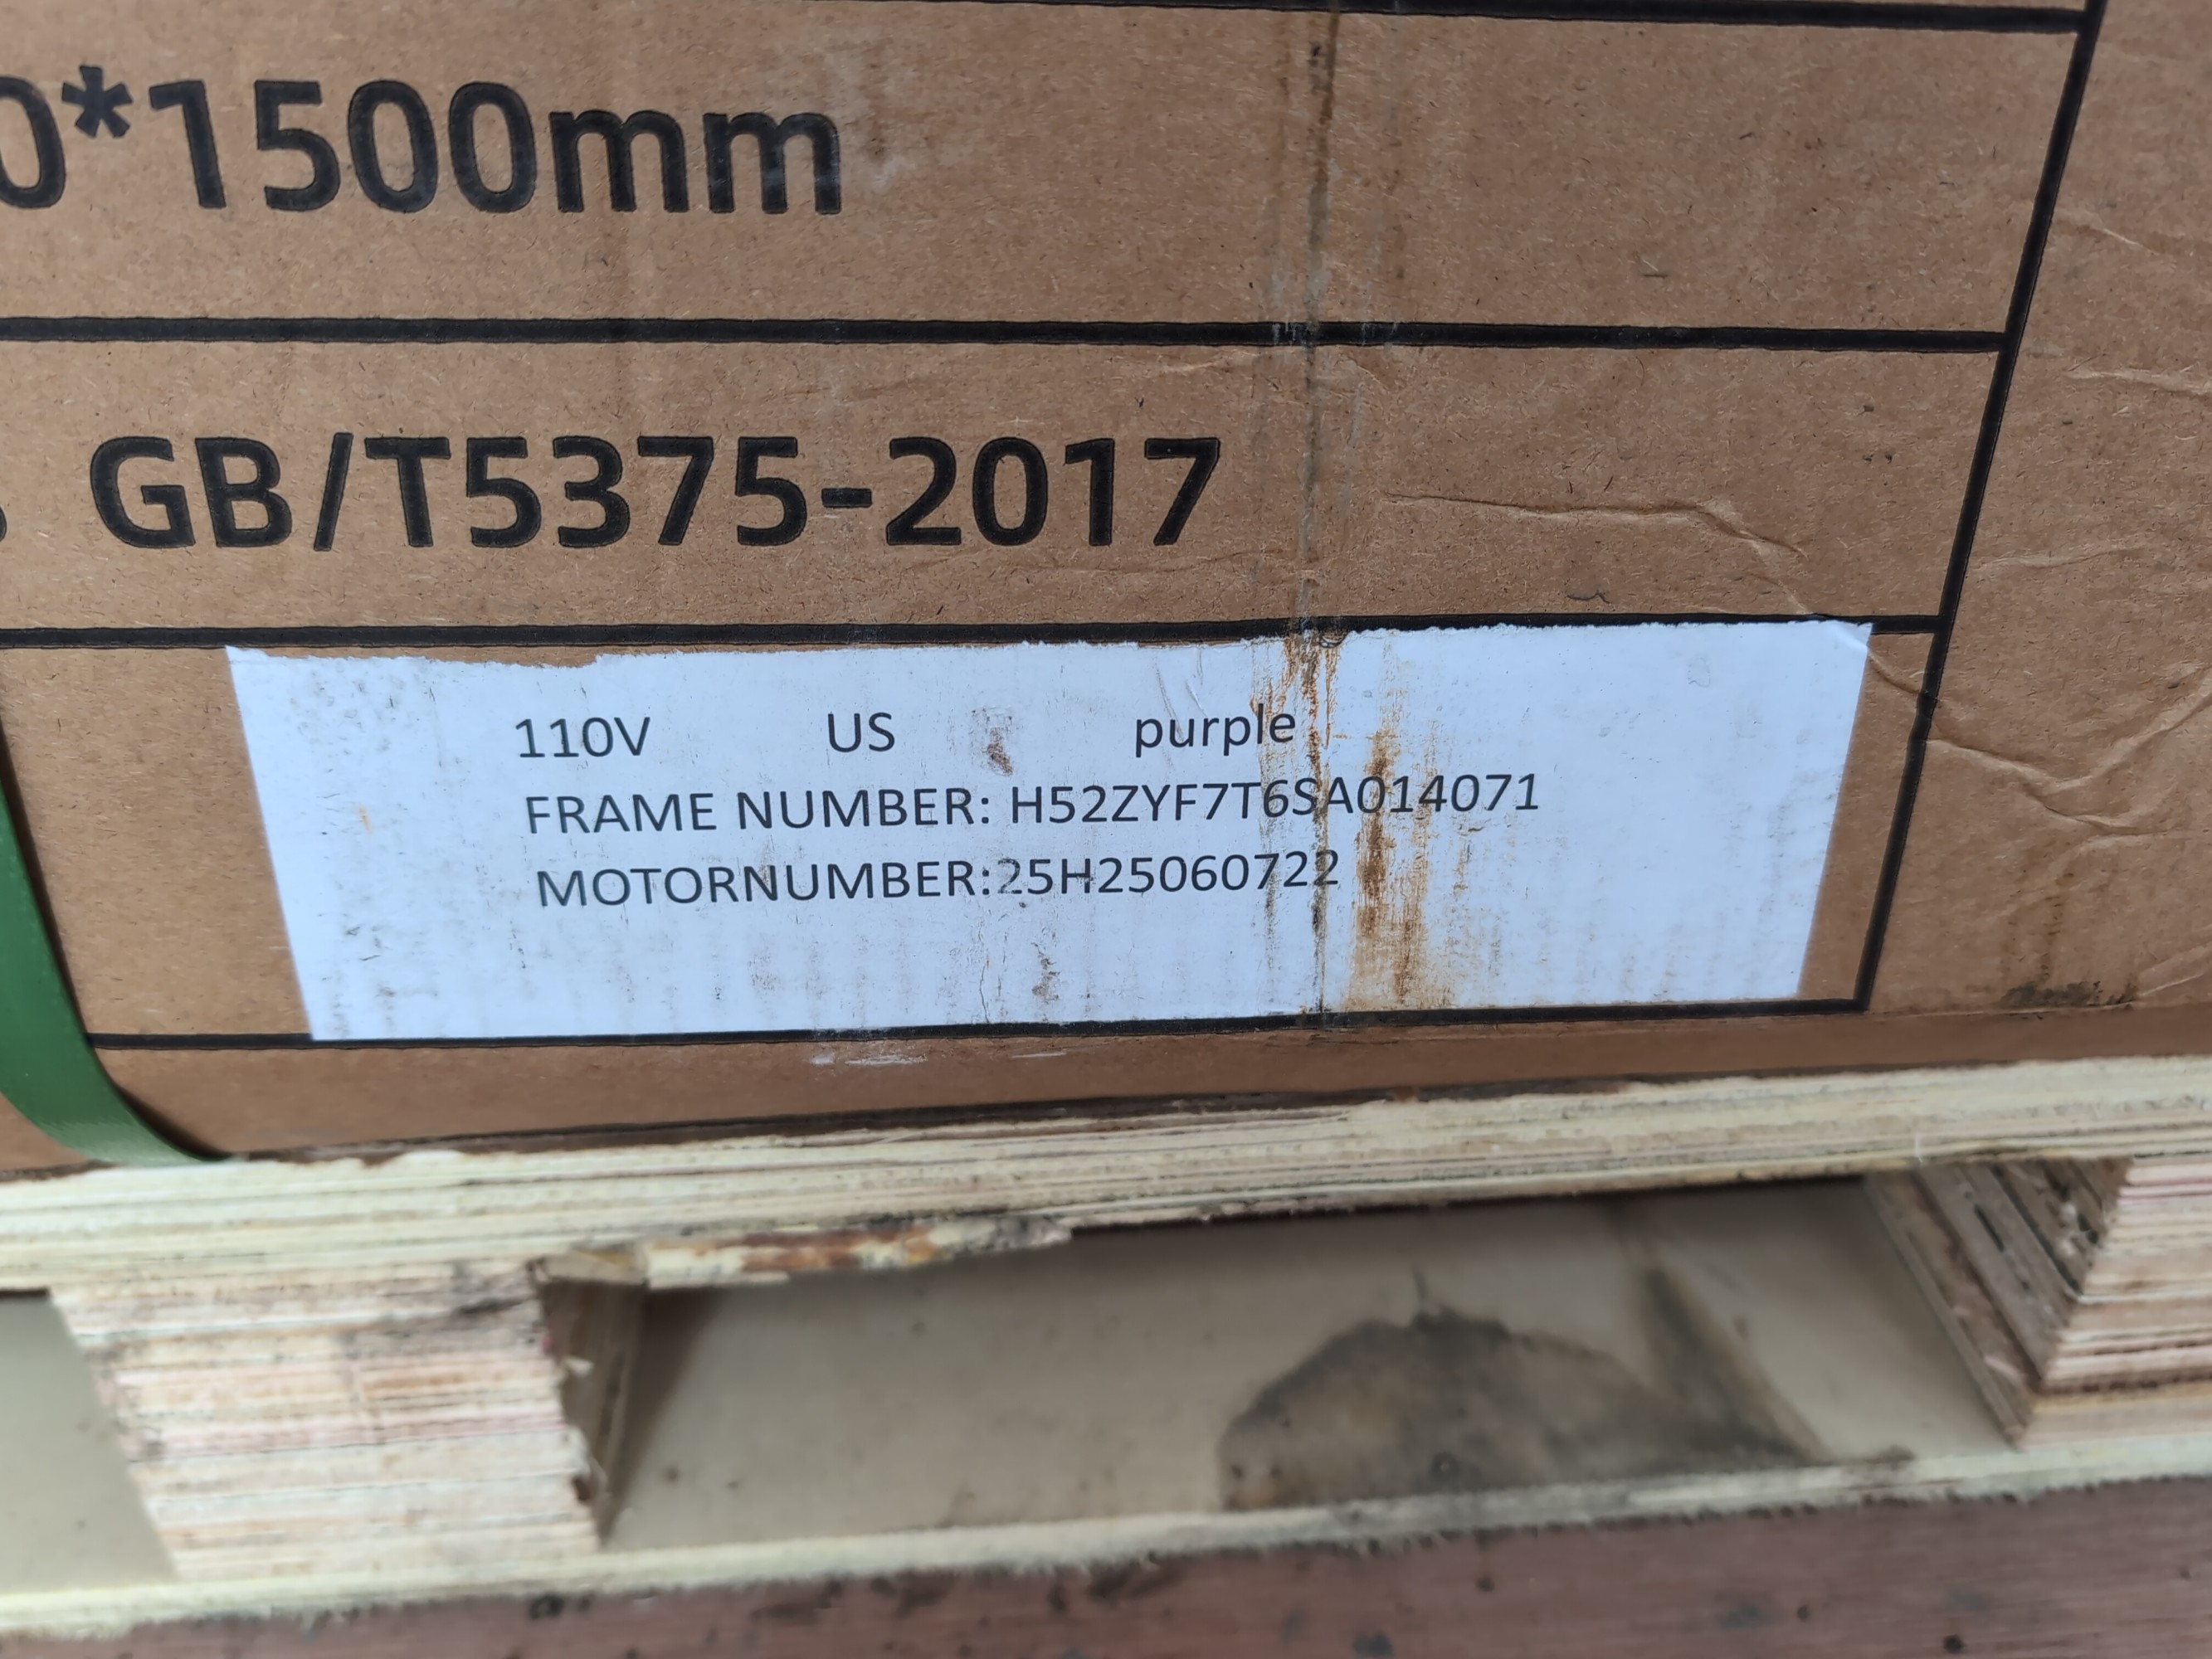 0*1500mm
GB/T5375-2017
110V US purple
FRAME NUMBER: H52ZYF7T6SA014071
MOTORNUMBER:25H25060722